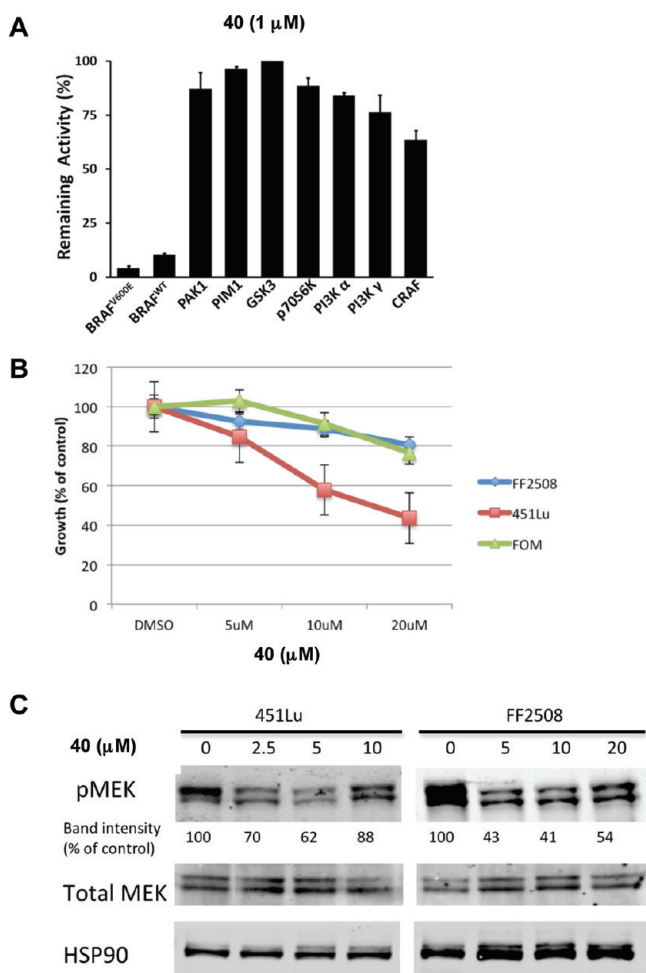 A
40 (1 μM)
Remaining Activity (%)
100
75
50
25
0
BRAFV600E
BRAFWT
PAK1
PIM1
GSK3
p70S6K
PI3K α
PI3K γ
CRAF
B
Growth (% of control)
120
100
80
60
40
20
0
DMSO 5uM 10uM 20uM
40 (μM)
FF2508
451Lu
FOM
C
451Lu FF2508
40 (μM) 0 2.5 5 10 0 5 10 20
pMEK
Band intensity
(% of control)
100 70 62 88 100 43 41 54
Total MEK
HSP90